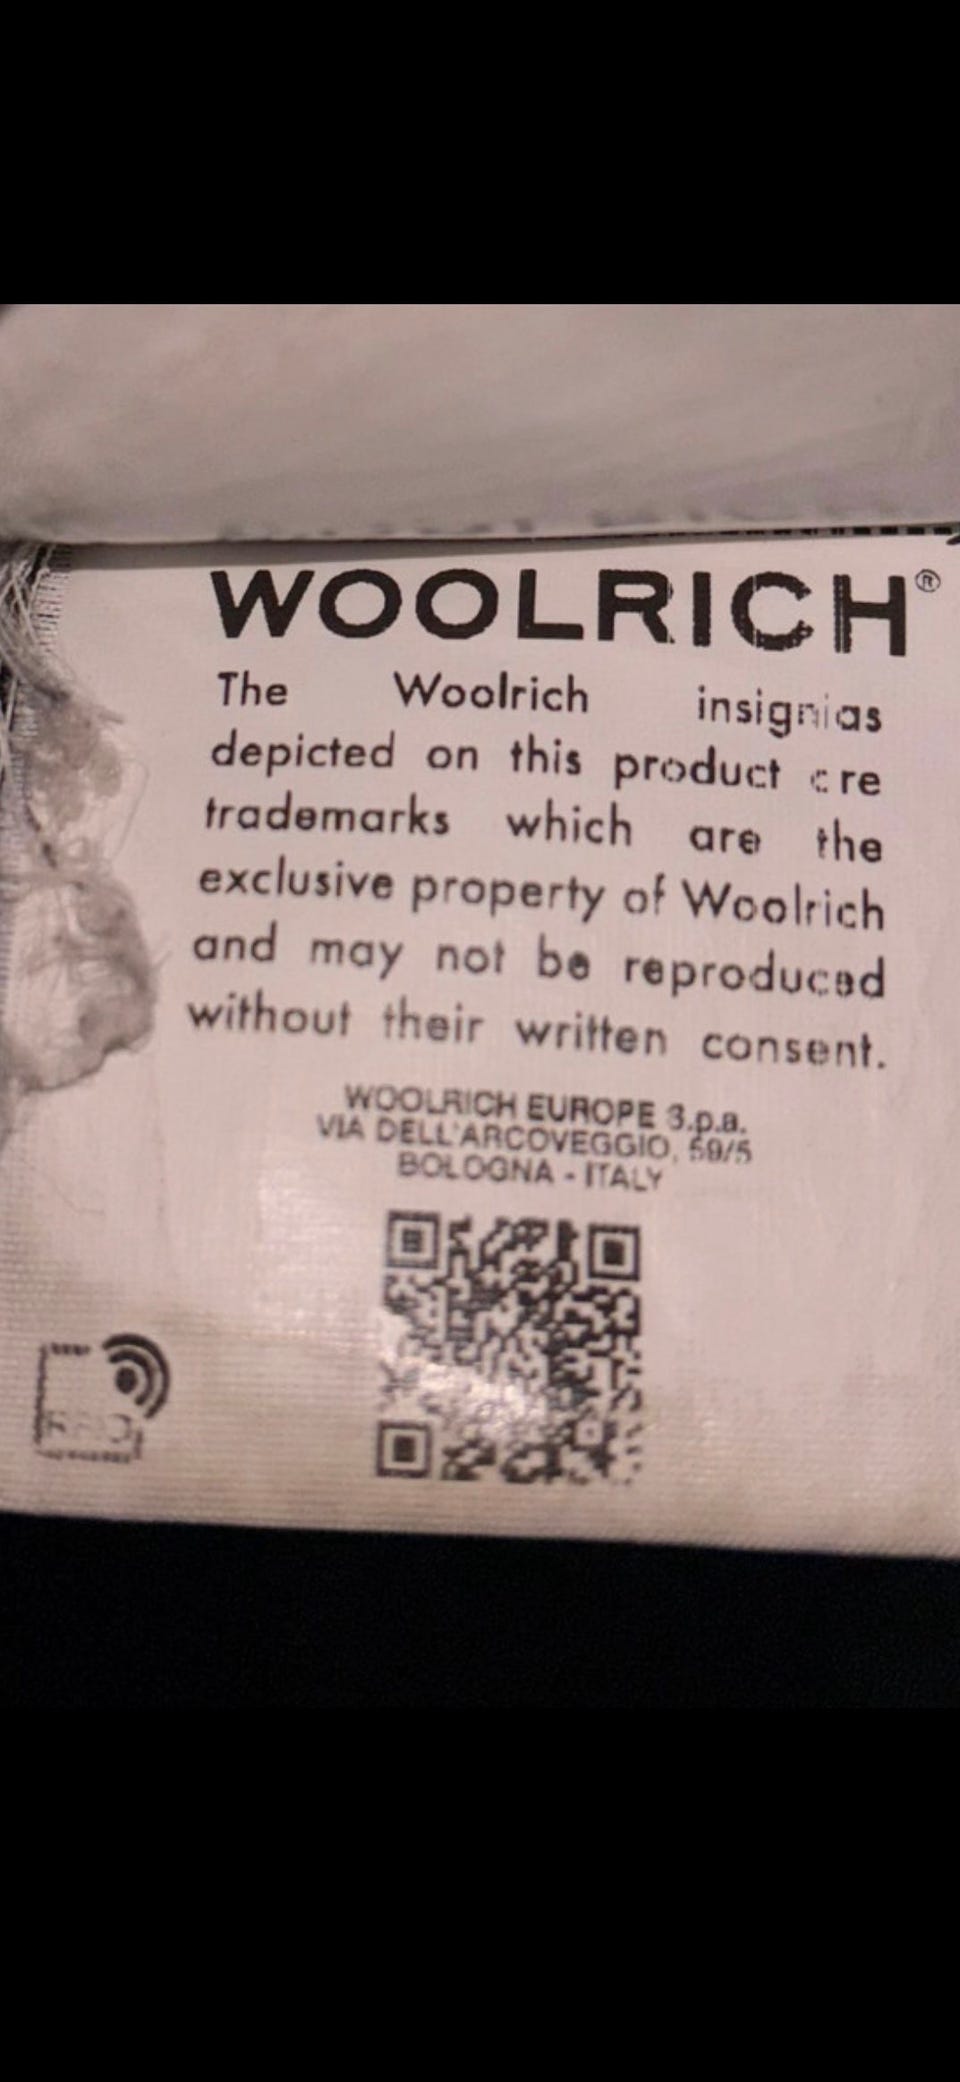 WOOLRICH®
The Woolrich insignias
depicted on this product are
trademarks which are the
exclusive property of Woolrich
and may not be reproduced
without their written consent.
WOOLRICH EUROPE S.p.a.
VIA DELL'ARCOVEGGIO, 59/5
BOLOGNA - ITALY
RFID